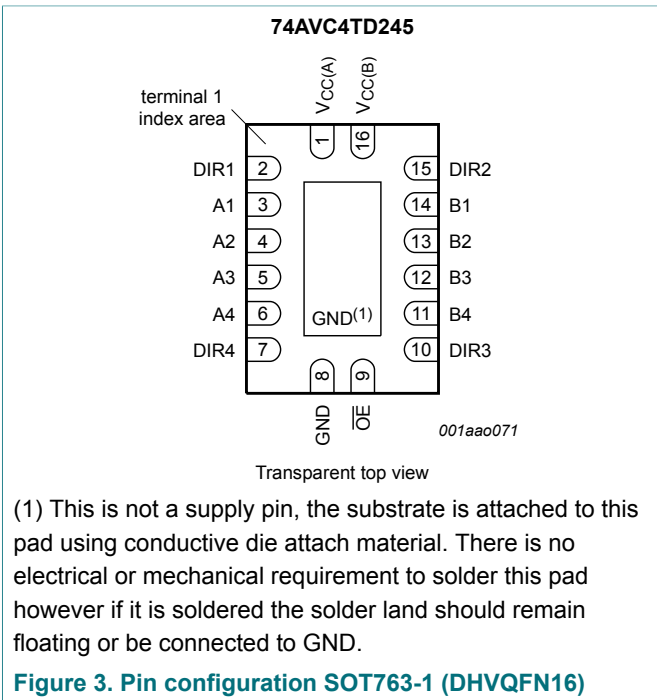 74AVC4TD245
terminal 1
index area
VCC(A)
VCC(B)
1
16
DIR1 2
15 DIR2
A1 3
14 B1
A2 4
13 B2
A3 5
12 B3
A4 6
11 B4
GND(1)
DIR4 7
10 DIR3
8
9
GND
OE
001aao071
Transparent top view
(1) This is not a supply pin, the substrate is attached to this
pad using conductive die attach material. There is no
electrical or mechanical requirement to solder this pad
however if it is soldered the solder land should remain
floating or be connected to GND.
Figure 3. Pin configuration SOT763-1 (DHVQFN16)